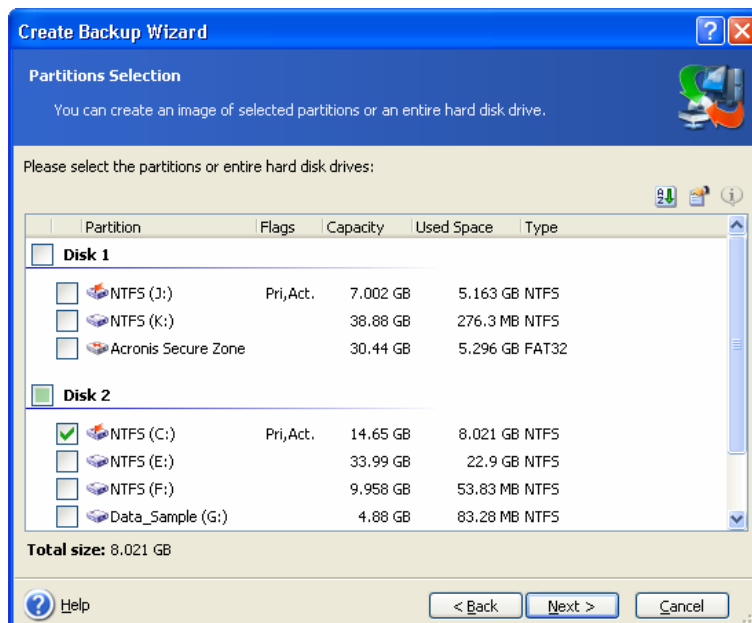 Create Backup Wizard
Partitions Selection
You can create an image of selected partitions or an entire hard disk drive.
Please select the partitions or entire hard disk drives:
Partition Flags Capacity Used Space Type
Disk 1
NTFS (J:) Pri,Act. 7.002 GB 5.163 GB NTFS
NTFS (K:) 38.88 GB 276.3 MB NTFS
Acronis Secure Zone 30.44 GB 5.296 GB FAT32
Disk 2
NTFS (C:) Pri,Act. 14.65 GB 8.021 GB NTFS
NTFS (E:) 33.99 GB 22.9 GB NTFS
NTFS (F:) 9.958 GB 53.83 MB NTFS
Data_Sample (G:) 4.88 GB 83.28 MB NTFS
Total size: 8.021 GB
Help < Back Next > Cancel